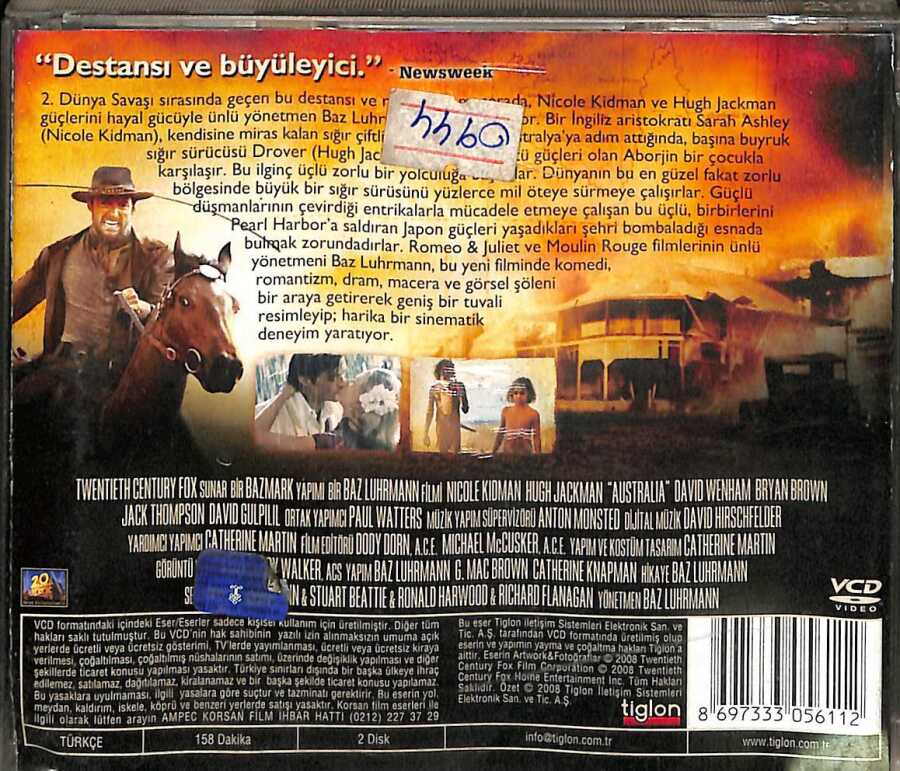 “Destansı ve büyüleyici.” - Newsweek
2. Dünya Savaşı sırasında geçen bu destansı ve r Nicole Kidman ve Hugh Jackman
güçlerini hayal gücüyle ünlü yönetmen Baz Luhr or. Bir İngiliz aristokratı Sarah Ashley
(Nicole Kidman), kendisine miras kalan sığır çiftli tralya'ya adım attığında, başına buyruk
sığır sürücüsü Drover (Hugh Jac güçleri olan Aborjin bir çocukla
karşılaşır. Bu ilginç üçlü zorlu bir yolculuğa lar. Dünyanın bu en güzel fakat zorlu
bölgesinde büyük bir sığır sürüsünü yüzlerce mil öteye sürmeye çalışırlar. Güçlü
düşmanlarının çevirdiği entrikalarla mücadele etmeye çalışan bu üçlü, birbirlerini
Pearl Harbor'a saldıran Japon güçleri yaşadıkları şehri bombaladığı esnada
bulmak zorundadırlar. Romeo & Juliet ve Moulin Rouge filmlerinin ünlü
yönetmeni Baz Luhrmann, bu yeni filminde komedi,
romantizm, dram, macera ve görsel şöleni
bir araya getirerek geniş bir tuvali
resimleyip; harika bir sinematik
deneyim yaratıyor.
TWENTIETH CENTURY FOX SUNAR BİR BAZMARK YAPIMI BİR BAZ LUHRMANN FİLMİ NICOLE KIDMAN HUGH JACKMAN “AUSTRALIA” DAVID WENHAM BRYAN BROWN
JACK THOMPSON DAVID GULPILIL ORTAK YAPIMCI PAUL WATTERS MÜZİK YAPIM SÜPERVİZÖRÜ ANTON MONSTED DİJİTAL MÜZİK DAVID HIRSCHFELDER
YARDIMCI YAPIMCI CATHERINE MARTIN FİLM EDİTÖRÜ DODY DORN, A.C.E. MICHAEL McCUSKER, A.C.E. YAPIM VE KOSTÜM TASARIM CATHERINE MARTIN
GÖRÜNTÜ WALKER, ACS YAPIM BAZ LUHRMANN G. MAC BROWN CATHERINE KNAPMAN HİKAYE BAZ LUHRMANN
SE N & STUART BEATTIE & RONALD HARWOOD & RICHARD FLANAGAN YÖNETMEN BAZ LUHRMANN
VCD
VIDEO
VCD formatındaki içindeki Eser/Eserler sadece kişisel kullanım için üretilmiştir. Diğer tüm
hakları saklı tutulmuştur. Bu VCD'nin hak sahibinin yazılı izin alınmaksızın umuma açık
yerlerde ücretli veya ücretsiz gösterimi, TV'lerde yayımlanması, ücretli veya ücretsiz kiraya
verilmesi, çoğaltılması, çoğaltılmış nüshalarının satımı, üzerinde değişiklik yapılması ve diğer
şekillerde ticaret konusu yapılması yasaktır. Türkiye sınırları dışında bir başka ülkeye ihraç
edilemez, satılamaz, dağıtılamaz, kiralanamaz ve bir başka şekilde ticaret konusu yapılamaz.
Bu yasaklara uyulmaması, ilgili yasalara göre suçtur ve tazminatı gerektirir. Bu eserin yol,
meydan, kaldırım, iskele, köprü ve benzeri yerlerde satışı yasaktır. Korsan film eserleri ile
ilgili olarak lütfen arayın AMPEC KORSAN FİLM İHBAR HATTI (0212) 227 37 29
Bu eser Tiglon İletişim Sistemleri Elektronik San. ve
Tic. A.Ş. tarafından VCD formatında üretilmiş olup
eserin ve yapımın yayma ve çoğaltma hakları Tiglon'a
aittir. Eserin Artwork&Fotoğraflar © 2008 Twentieth
Century Fox Film Corporation © 2008 Twentieth
Century Fox Home Entertainment Inc. Tüm Hakları
Saklıdır. Özet © 2008 Tiglon İletişim Sistemleri
Elektronik San. ve Tic. A.Ş.
tiglon
8 697333 056112
TÜRKÇE 158 Dakika 2 Disk info@tiglon.com.tr www.tiglon.com.tr